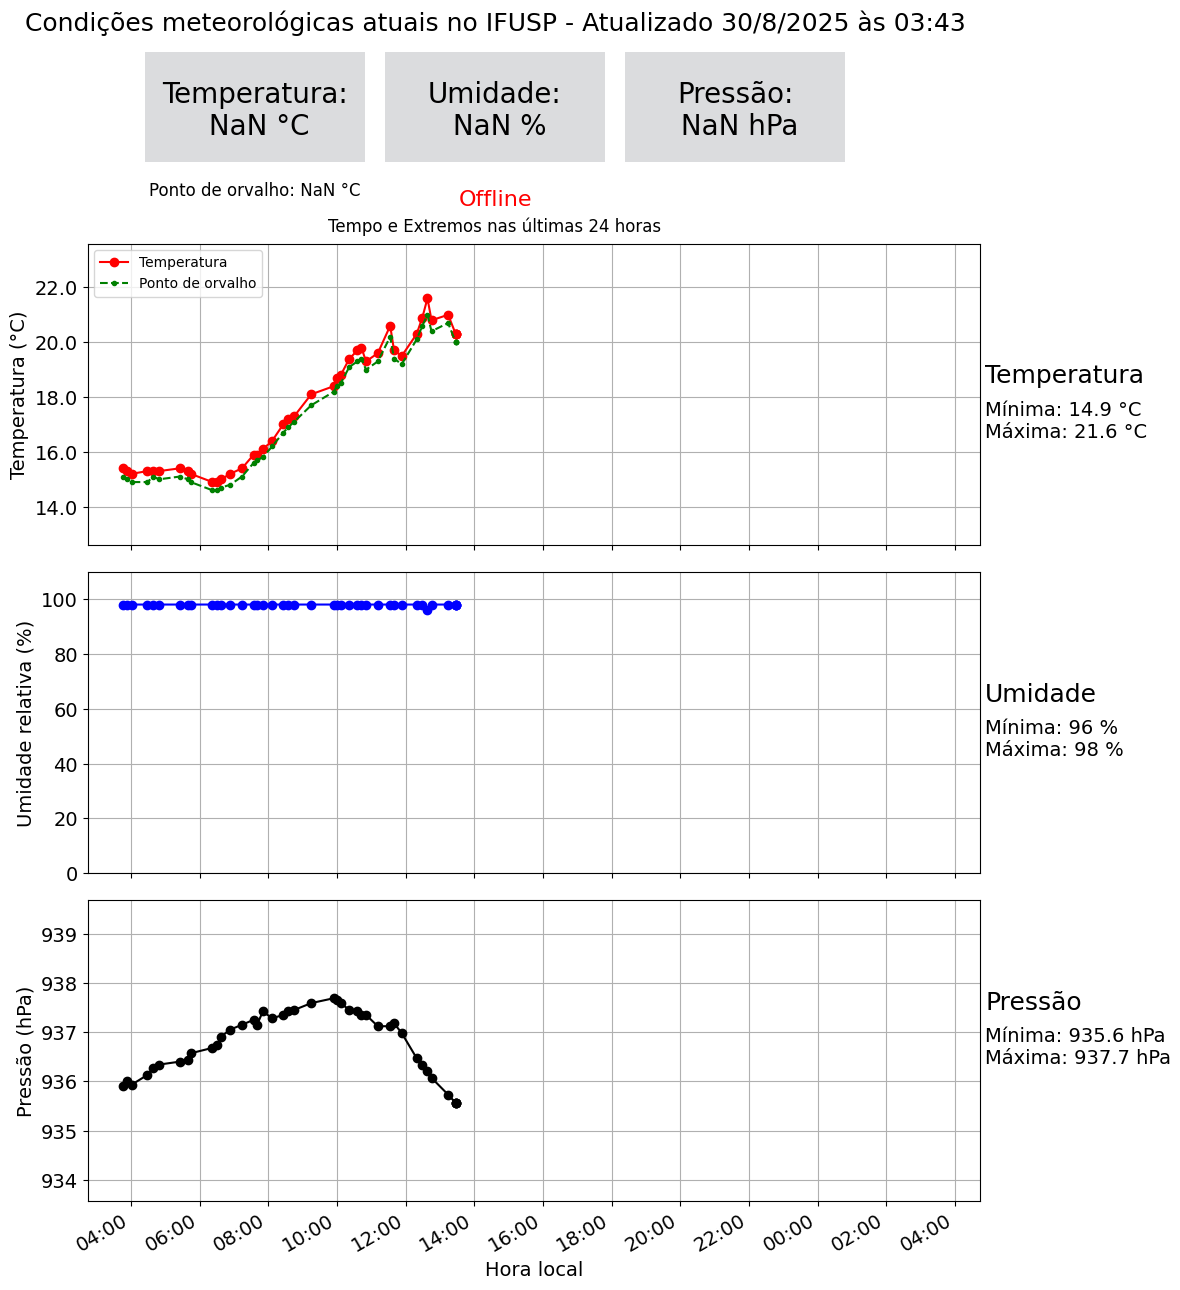 Condições meteorológicas atuais no IFUSP - Atualizado 30/8/2025 às 03:43
Temperatura:
NaN °C
Umidade:
NaN %
Pressão:
NaN hPa
Ponto de orvalho: NaN °C
Offline
Tempo e Extremos nas últimas 24 horas
Temperatura
Ponto de orvalho
Temperatura (°C)
22.0
20.0
18.0
16.0
14.0
Temperatura
Mínima: 14.9 °C
Máxima: 21.6 °C
Umidade relativa (%)
100
80
60
40
20
0
Umidade
Mínima: 96 %
Máxima: 98 %
Pressão (hPa)
939
938
937
936
935
934
Pressão
Mínima: 935.6 hPa
Máxima: 937.7 hPa
04:00 06:00 08:00 10:00 12:00 14:00 16:00 18:00 20:00 22:00 00:00 02:00 04:00
Hora local